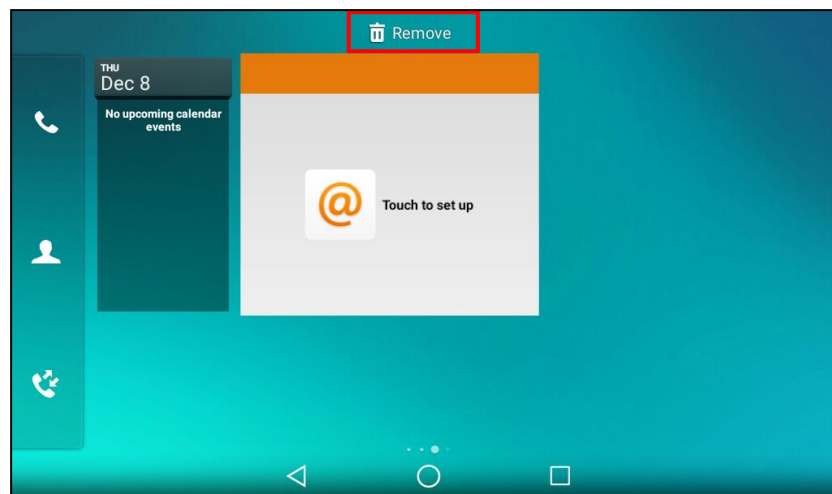 Remove
THU
Dec 8
No upcoming calendar
events
@
Touch to set up